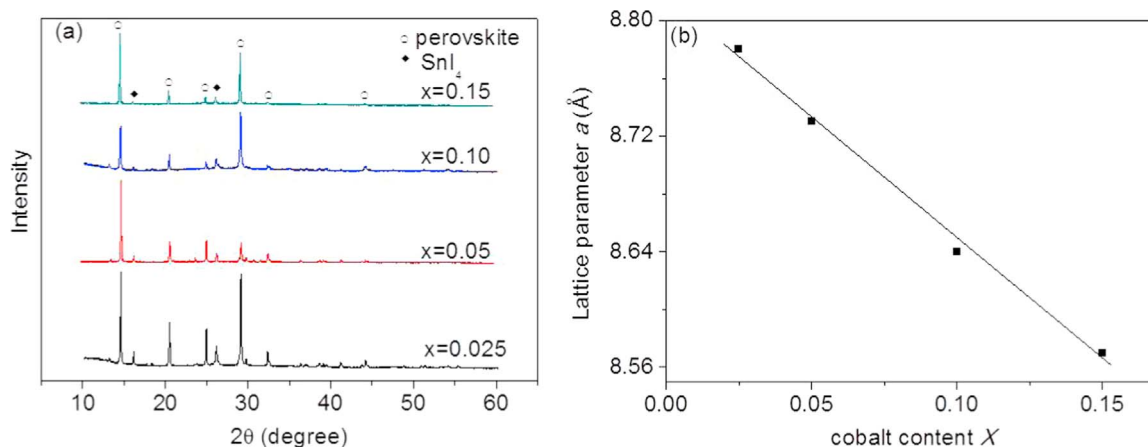 (a)
○ perovskite
◆ SnI4
x=0.15
x=0.10
x=0.05
x=0.025
Intensity
10 20 30 40 50 60
2θ (degree)
(b)
8.80
8.72
8.64
8.56
Lattice parameter a (Å)
0.00 0.05 0.10 0.15
cobalt content X